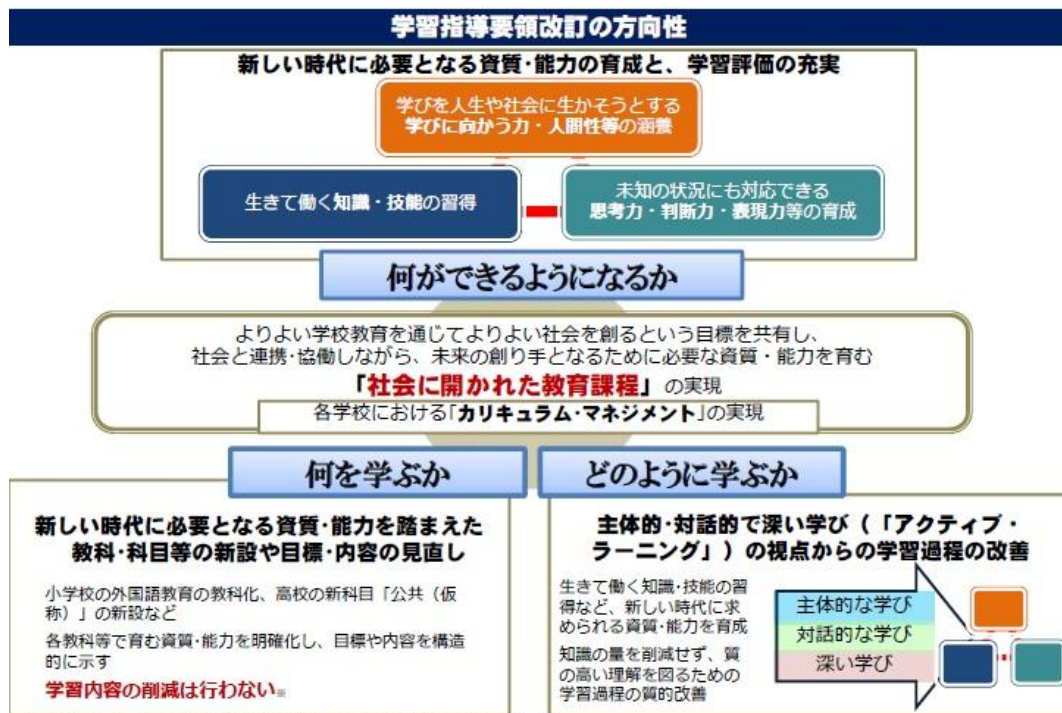 学習指導要領改訂の方向性
新しい時代に必要となる資質･能力の育成と、学習評価の充実
学びを人生や社会に生かそうとする
学びに向かう力・人間性等の涵養
生きて働く知識・技能の習得
未知の状況にも対応できる
思考力・判断力・表現力等の育成
何ができるようになるか
よりよい学校教育を通じてよりよい社会を創るという目標を共有し、
社会と連携･協働しながら、未来の創り手となるために必要な資質・能力を育む
「社会に開かれた教育課程」の実現
各学校における「カリキュラム･マネジメント」の実現
何を学ぶか
新しい時代に必要となる資質･能力を踏まえた
教科･科目等の新設や目標･内容の見直し
小学校の外国語教育の教科化、高校の新科目「公共（仮
称）」の新設など
各教科等で育む資質･能力を明確化し、目標や内容を構造
的に示す
学習内容の削減は行わない※
どのように学ぶか
主体的･対話的で深い学び（「アクティブ・
ラーニング」）の視点からの学習過程の改善
生きて働く知識･技能の習
得など、新しい時代に求
められる資質･能力を育成
知識の量を削減せず、質
の高い理解を図るための
学習過程の質的改善
主体的な学び
対話的な学び
深い学び